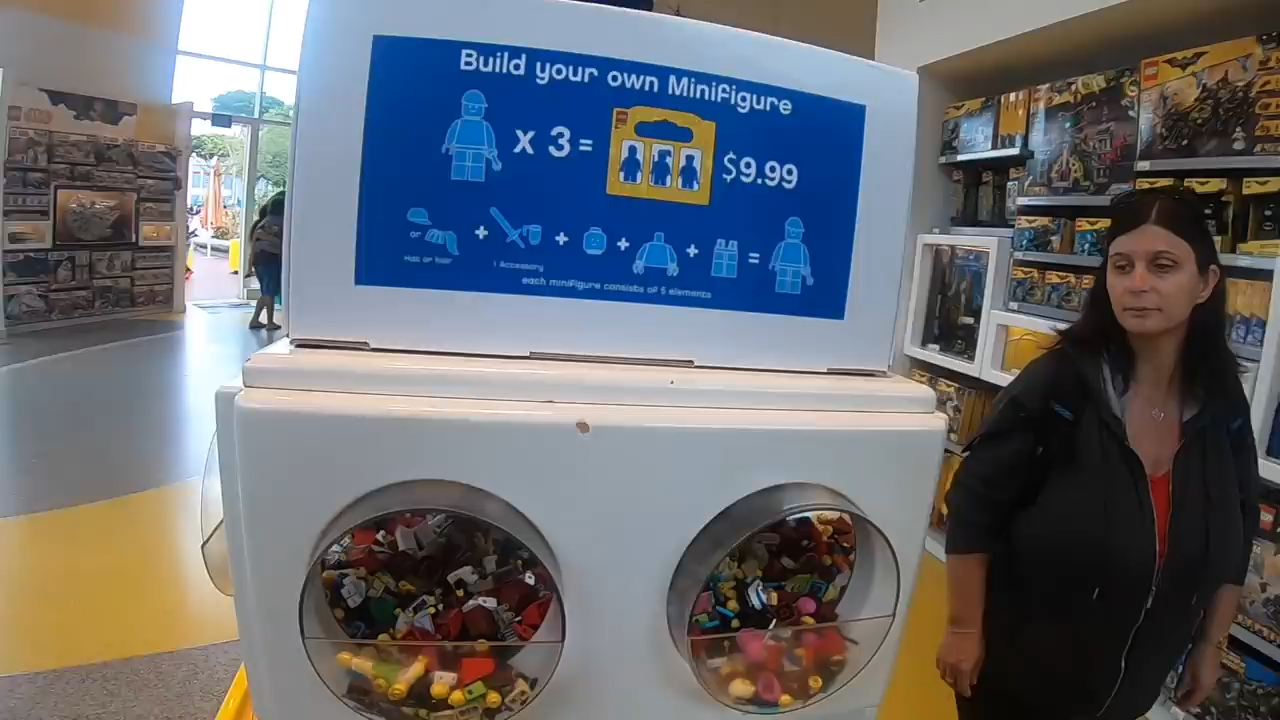 Build your own Minifigure
x 3 = $9.99
or
Hat or hair
+ + + + =
1 Accessory
each minifigure consists of 5 elements